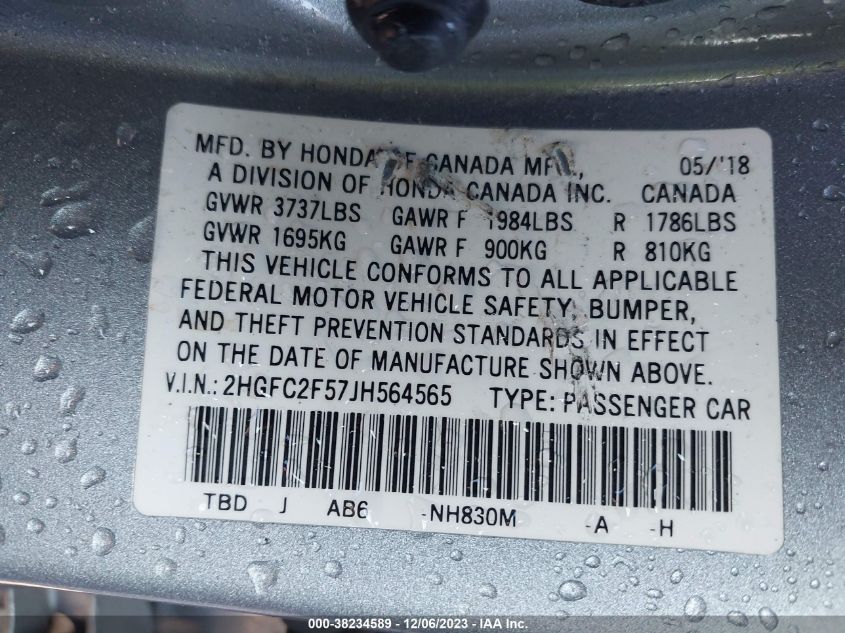 MFD. BY HONDA OF CANADA MFG., 05/'18
A DIVISION OF HONDA CANADA INC. CANADA
GVWR 3737LBS GAWR F 1984LBS R 1786LBS
GVWR 1695KG GAWR F 900KG R 810KG
THIS VEHICLE CONFORMS TO ALL APPLICABLE
FEDERAL MOTOR VEHICLE SAFETY, BUMPER,
AND THEFT PREVENTION STANDARDS IN EFFECT
ON THE DATE OF MANUFACTURE SHOWN ABOVE.
V.I.N.: 2HGFC2F57JH564565 TYPE: PASSENGER CAR
TBD J AB6 -NH830M -A -H
000-38234589 - 12/06/2023 - IAA Inc.